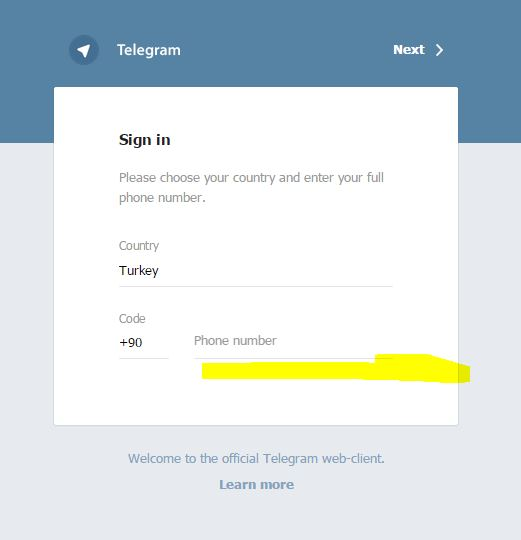 Telegram
Next
Sign in
Please choose your country and enter your full
phone number.
Country
Turkey
Code
+90
Phone number
Welcome to the official Telegram web-client.
Learn more